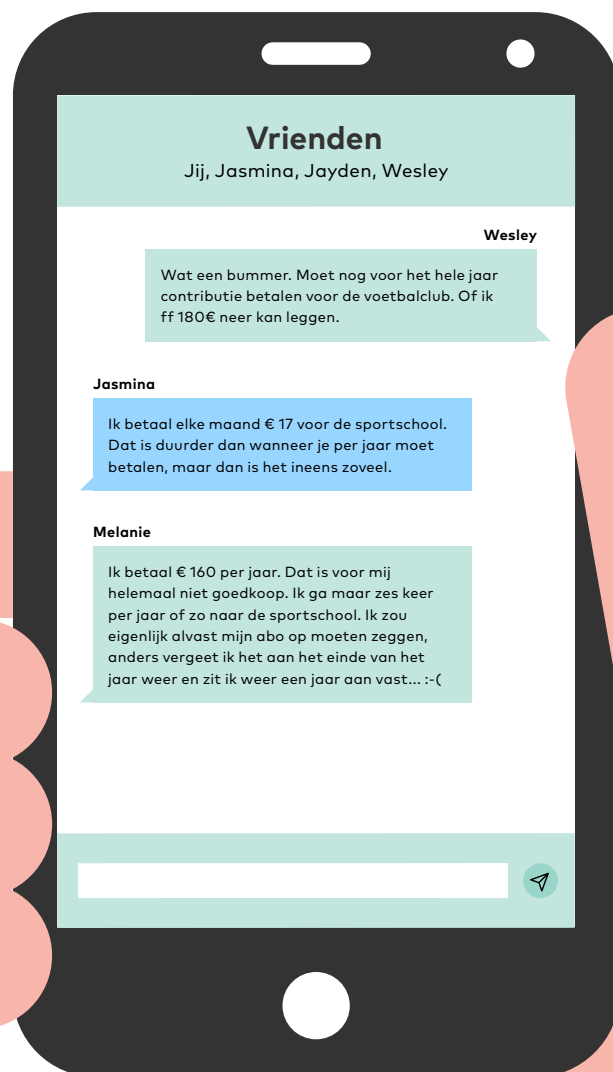 Vrienden
Jij, Jasmina, Jayden, Wesley
Wesley
Wat een bummer. Moet nog voor het hele jaar
contributie betalen voor de voetbalclub. Of ik
ff 180€ neer kan leggen.
Jasmina
Ik betaal elke maand € 17 voor de sportschool.
Dat is duurder dan wanneer je per jaar moet
betalen, maar dan is het ineens zoveel.
Melanie
Ik betaal € 160 per jaar. Dat is voor mij
helemaal niet goedkoop. Ik ga maar zes keer
per jaar of zo naar de sportschool. Ik zou
eigenlijk alvast mijn abo op moeten zeggen,
anders vergeet ik het aan het einde van het
jaar weer en zit ik weer een jaar aan vast... :-(